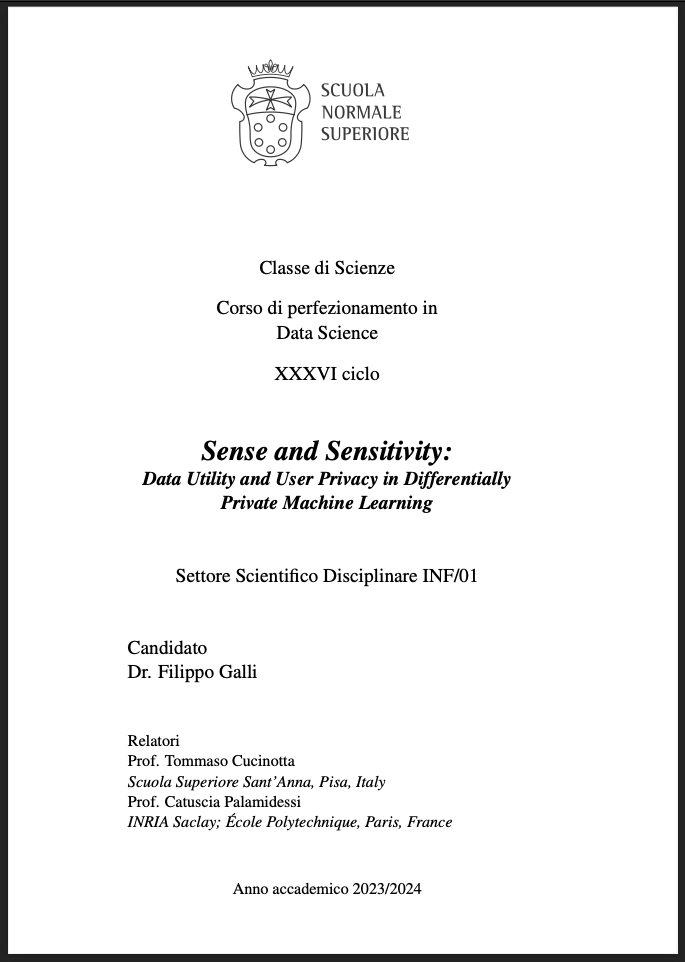 SCUOLA
NORMALE
SUPERIORE
Classe di Scienze
Corso di perfezionamento in
Data Science
XXXVI ciclo
Sense and Sensitivity:
Data Utility and User Privacy in Differentially
Private Machine Learning
Settore Scientifico Disciplinare INF/01
Candidato
Dr. Filippo Galli
Relatori
Prof. Tommaso Cucinotta
Scuola Superiore Sant'Anna, Pisa, Italy
Prof. Catuscia Palamidessi
INRIA Saclay; École Polytechnique, Paris, France
Anno accademico 2023/2024